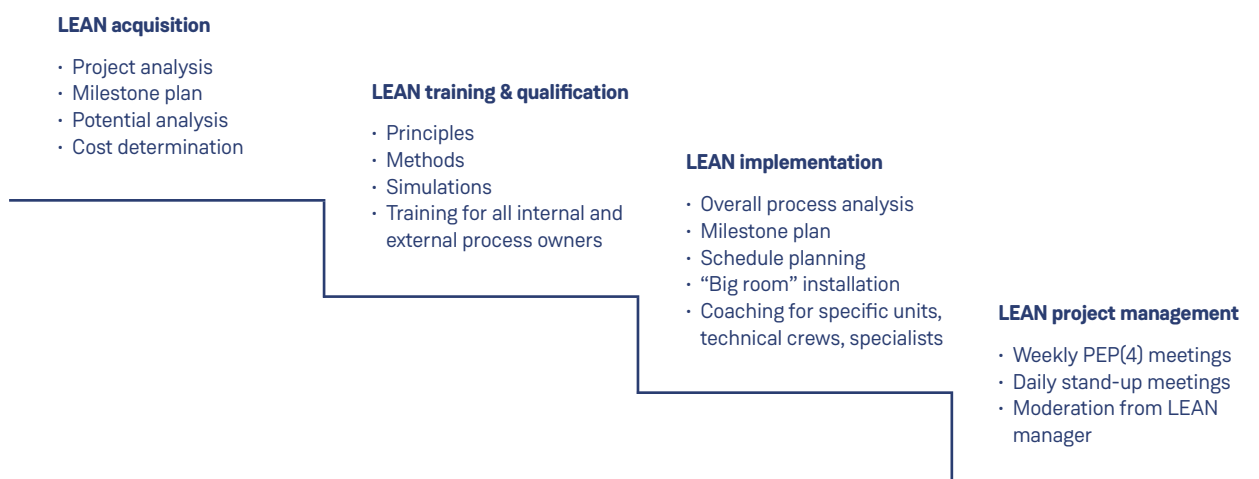 LEAN acquisition
· Project analysis
· Milestone plan
· Potential analysis
· Cost determination
LEAN training & qualification
· Principles
· Methods
· Simulations
· Training for all internal and
external process owners
LEAN implementation
· Overall process analysis
· Milestone plan
· Schedule planning
· “Big room” installation
· Coaching for specific units,
technical crews, specialists
LEAN project management
· Weekly PEP(4) meetings
· Daily stand-up meetings
· Moderation from LEAN
manager